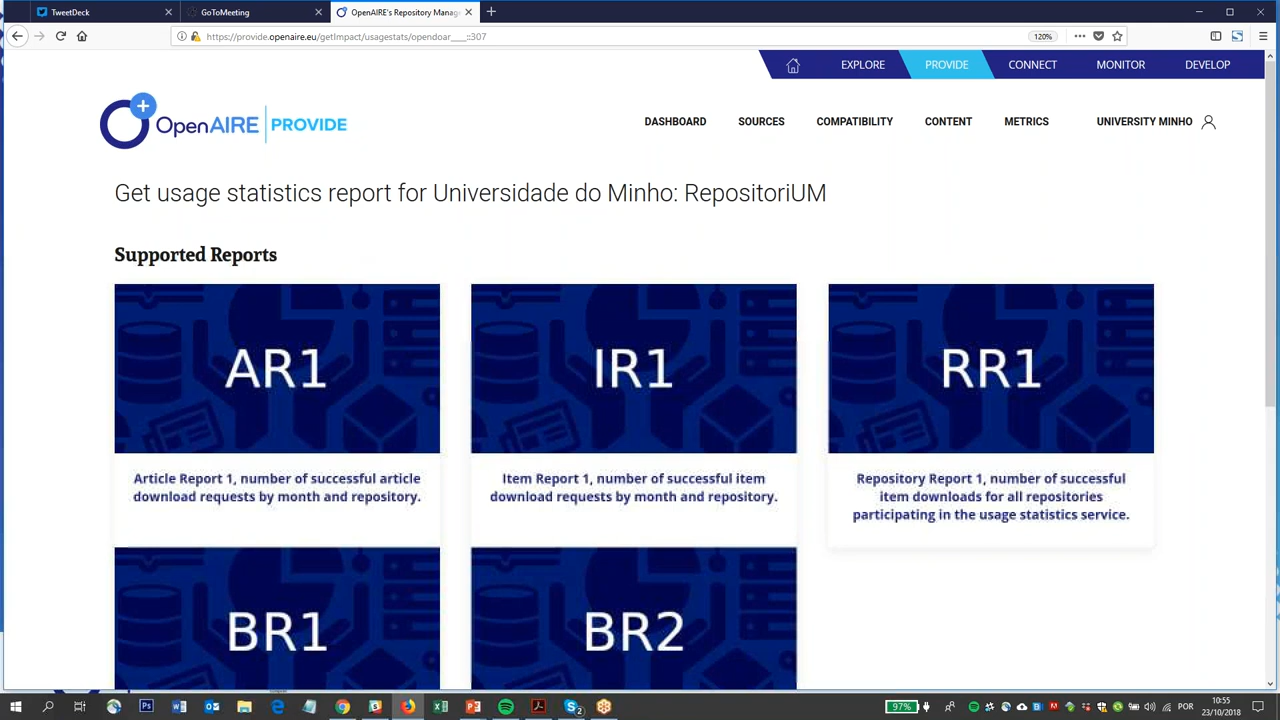 TweetDeck
GoToMeeting
OpenAIRE's Repository Manag
https://provide.openaire.eu/getImpact/usagestats/opendoar____::307
120%
EXPLORE
PROVIDE
CONNECT
MONITOR
DEVELOP
OpenAIRE PROVIDE
DASHBOARD
SOURCES
COMPATIBILITY
CONTENT
METRICS
UNIVERSITY MINHO
Get usage statistics report for Universidade do Minho: RepositoriUM
Supported Reports
AR1
IR1
RR1
Article Report 1, number of successful article
download requests by month and repository.
Item Report 1, number of successful item
download requests by month and repository.
Repository Report 1, number of successful
item downloads for all repositories
participating in the usage statistics service.
BR1
BR2
97%
POR
10:55
23/10/2018